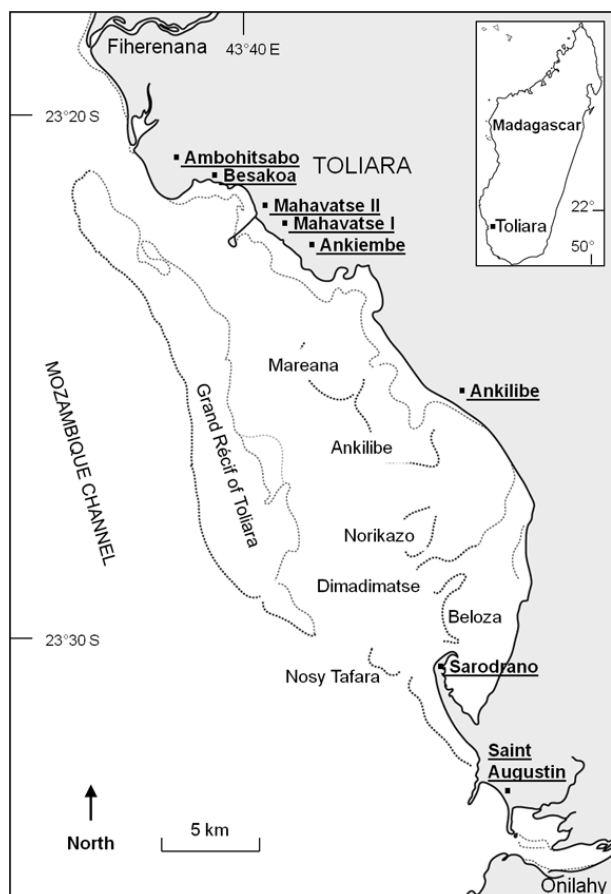 Fiherenana
43°40 E
23°20 S
Ambohitsabo
TOLIARA
Besakoa
Mahavatse II
Mahavatse I
Ankiembe
Madagascar
22°
Toliara
50°
Mareana
Ankilibe
MOZAMBIQUE CHANNEL
Grand Récif of Toliara
Ankilibe
Norikazo
Dimadimatse
Beloza
23°30 S
Nosy Tafara
Sarodrano
Saint
Augustin
North
5 km
Onilahy